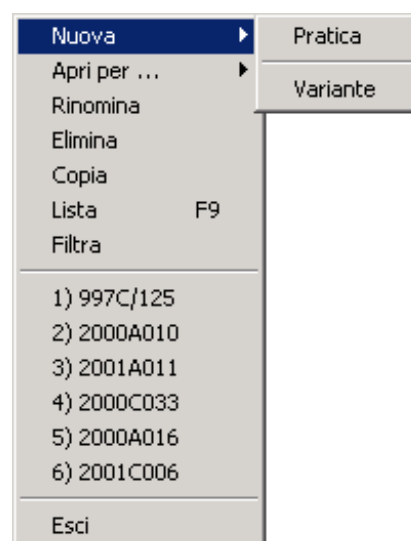 Nuova
Pratica
Apri per ...
Variante
Rinomina
Elimina
Copia
Lista F9
Filtra
1) 997C/125
2) 2000A010
3) 2001A011
4) 2000C033
5) 2000A016
6) 2001C006
Esci